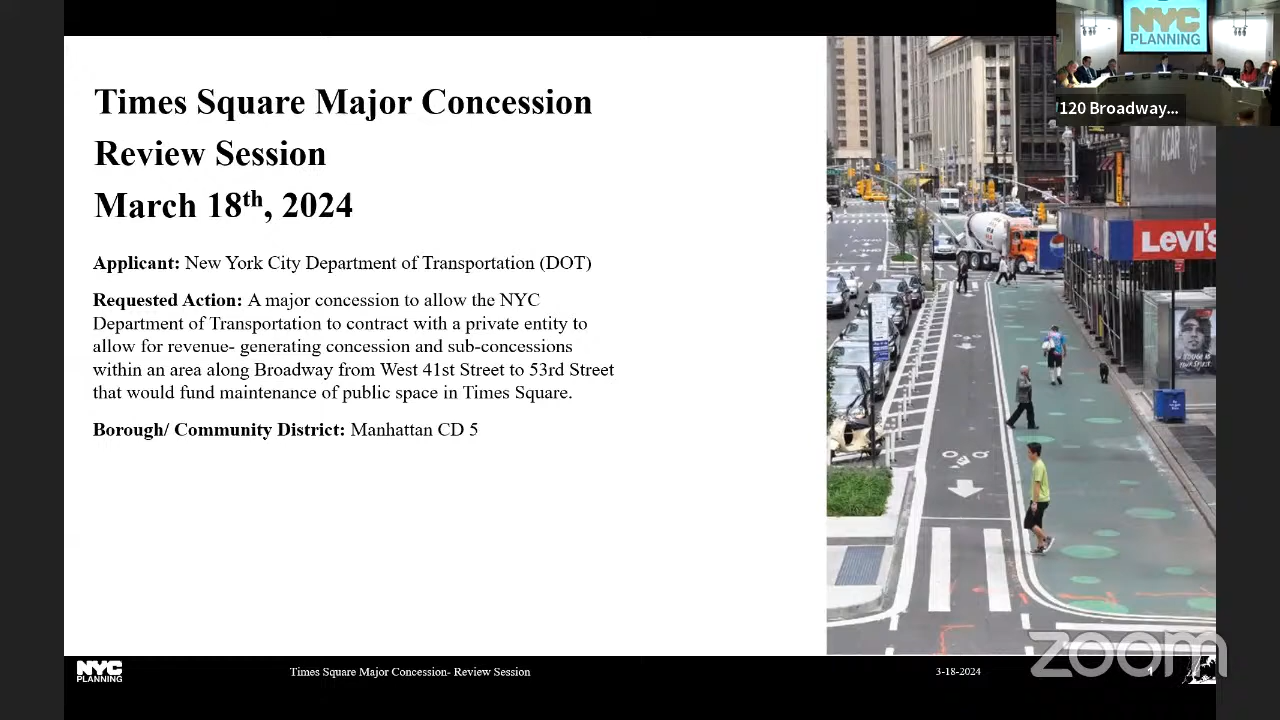 NYC
PLANNING
120 Broadway...
Times Square Major Concession
Review Session
March 18th, 2024
Applicant: New York City Department of Transportation (DOT)
Requested Action: A major concession to allow the NYC
Department of Transportation to contract with a private entity to
allow for revenue- generating concession and sub-concessions
within an area along Broadway from West 41st Street to 53rd Street
that would fund maintenance of public space in Times Square.
Borough/ Community District: Manhattan CD 5
Levi's
NYC
PLANNING
Times Square Major Concession- Review Session
3-18-2024
1
zoom